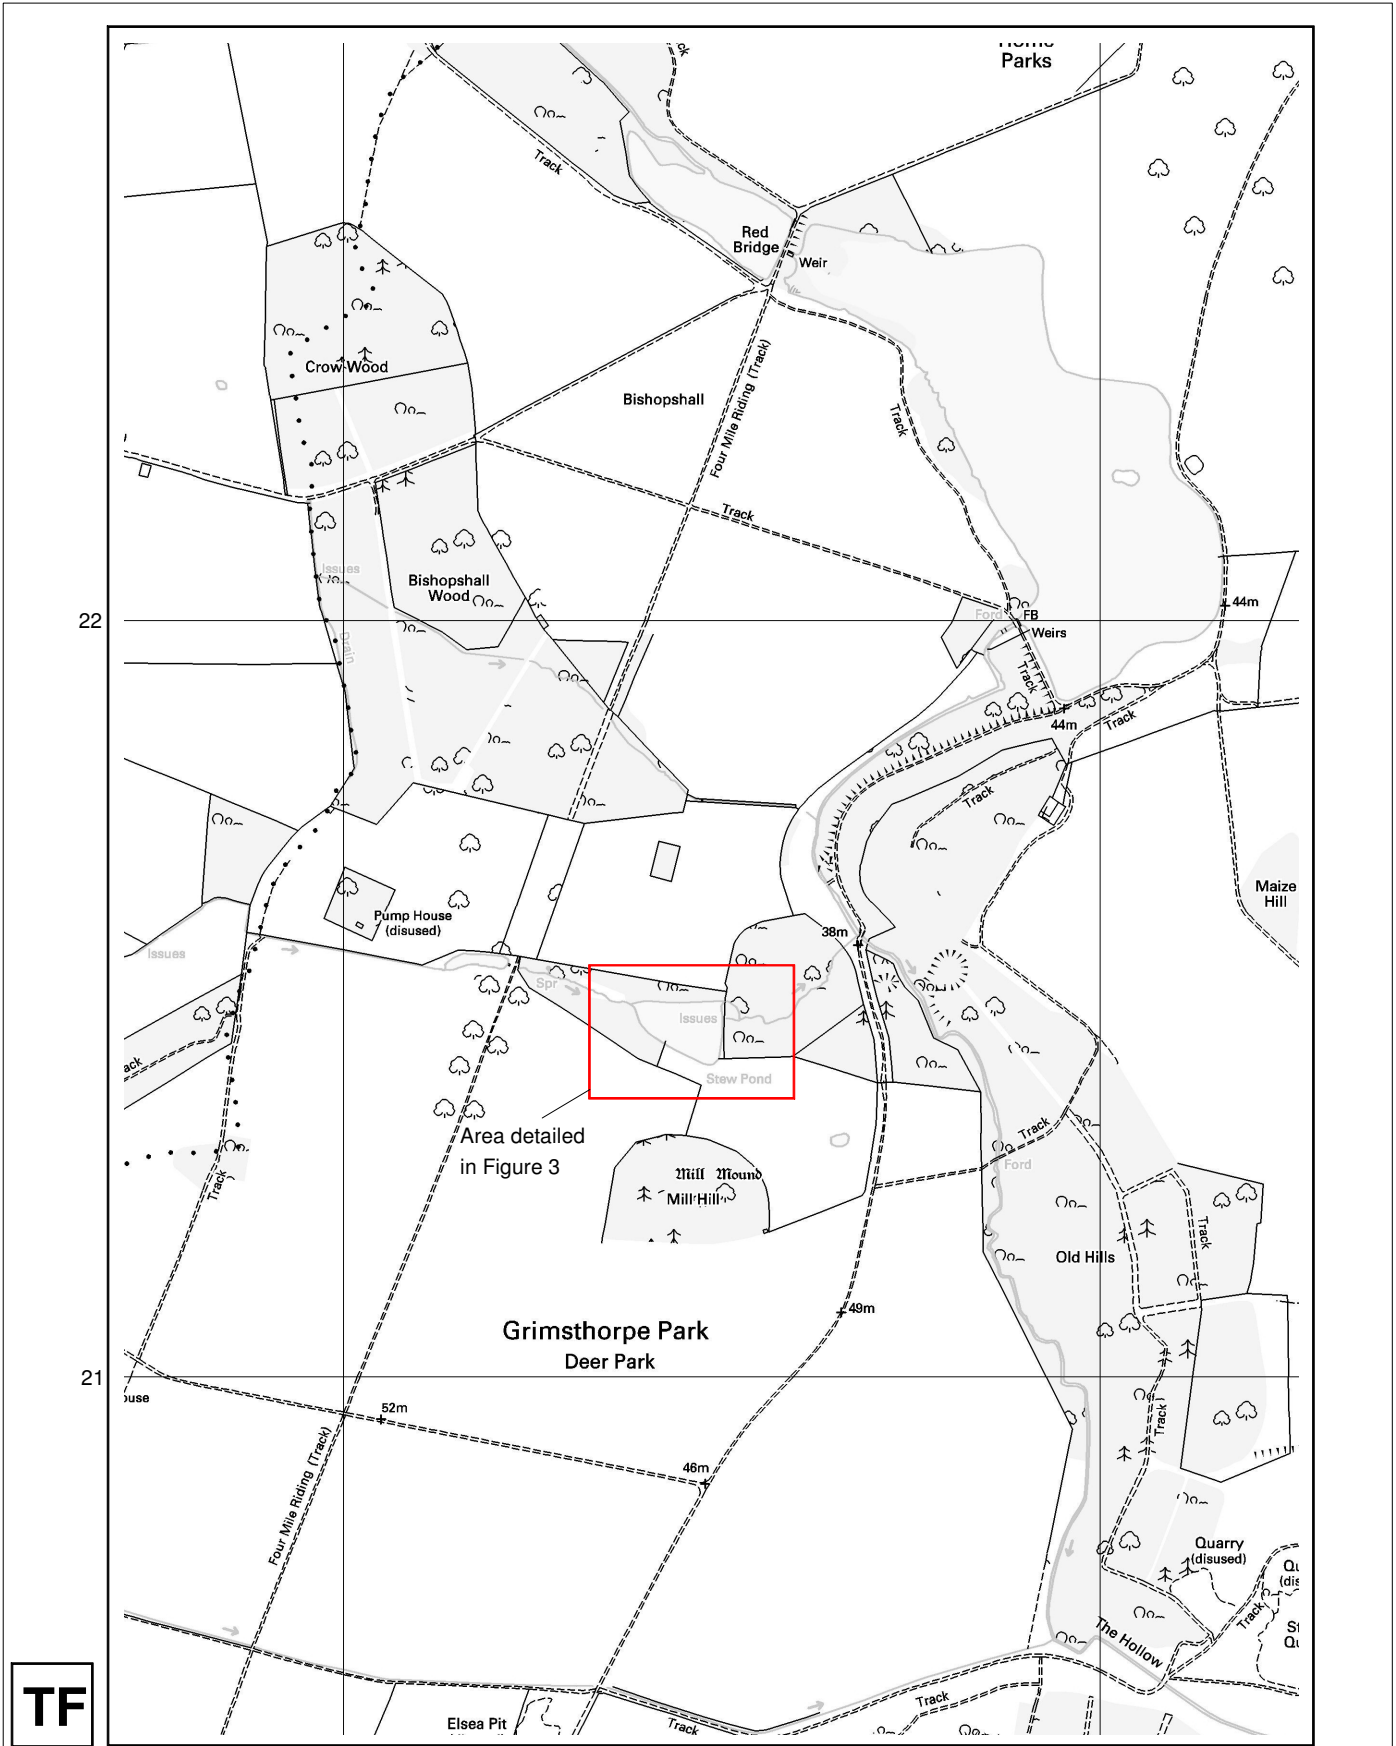 Parks
Track
Red
Bridge
Weir
Crow Wood
Bishopshall
Four Mile Riding (Track)
Track
Track
Issues
Bishopshall
Wood
Drain
22
Ford
FB
Weirs
44m
Track
44m
Track
Track
Maize
Hill
Pump House
(disused)
38m
Issues
Spr
Issues
Stew Pond
Area detailed
in Figure 3
Mill Mound
Mill Hill
Track
Ford
Track
Track
Old Hills
49m
Grimsthorpe Park
Deer Park
21
52m
46m
Track
Four Mile Riding (Track)
Quarry
(disused)
Track
The Hollow
TF
Elsea Pit
Track
Track